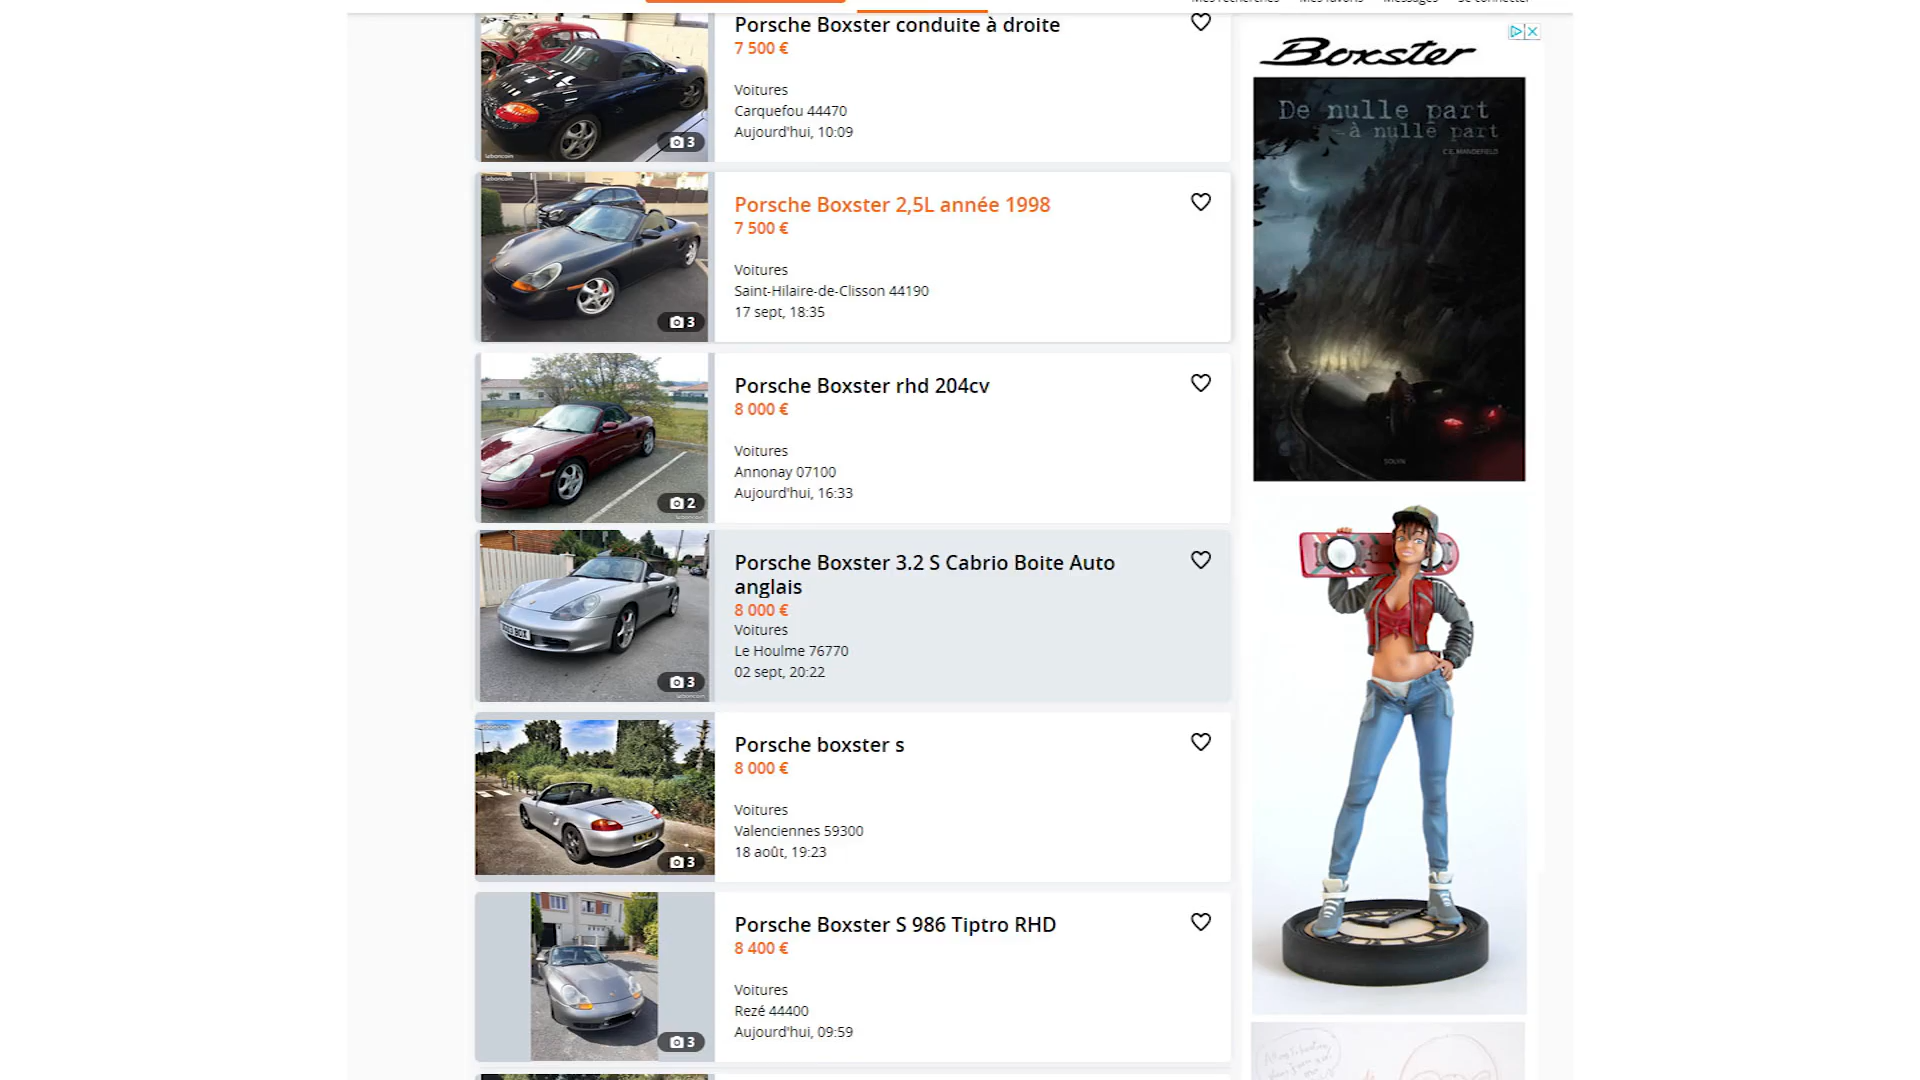 Porsche Boxster conduite à droite
7 500 €
Voitures
Carquefou 44470
Aujourd'hui, 10:09
3
leboncoin
Porsche Boxster 2,5L année 1998
7 500 €
Voitures
Saint-Hilaire-de-Clisson 44190
17 sept, 18:35
3
leboncoin
Porsche Boxster rhd 204cv
8 000 €
Voitures
Annonay 07100
Aujourd'hui, 16:33
2
leboncoin
Porsche Boxster 3.2 S Cabrio Boite Auto
anglais
8 000 €
Voitures
Le Houlme 76770
02 sept, 20:22
3
leboncoin
Porsche boxster s
8 000 €
Voitures
Valenciennes 59300
18 août, 19:23
3
Porsche Boxster S 986 Tiptro RHD
8 400 €
Voitures
Rezé 44400
Aujourd'hui, 09:59
3
Boxster
De nulle part
à nulle part
C.E. MANDEFIELD